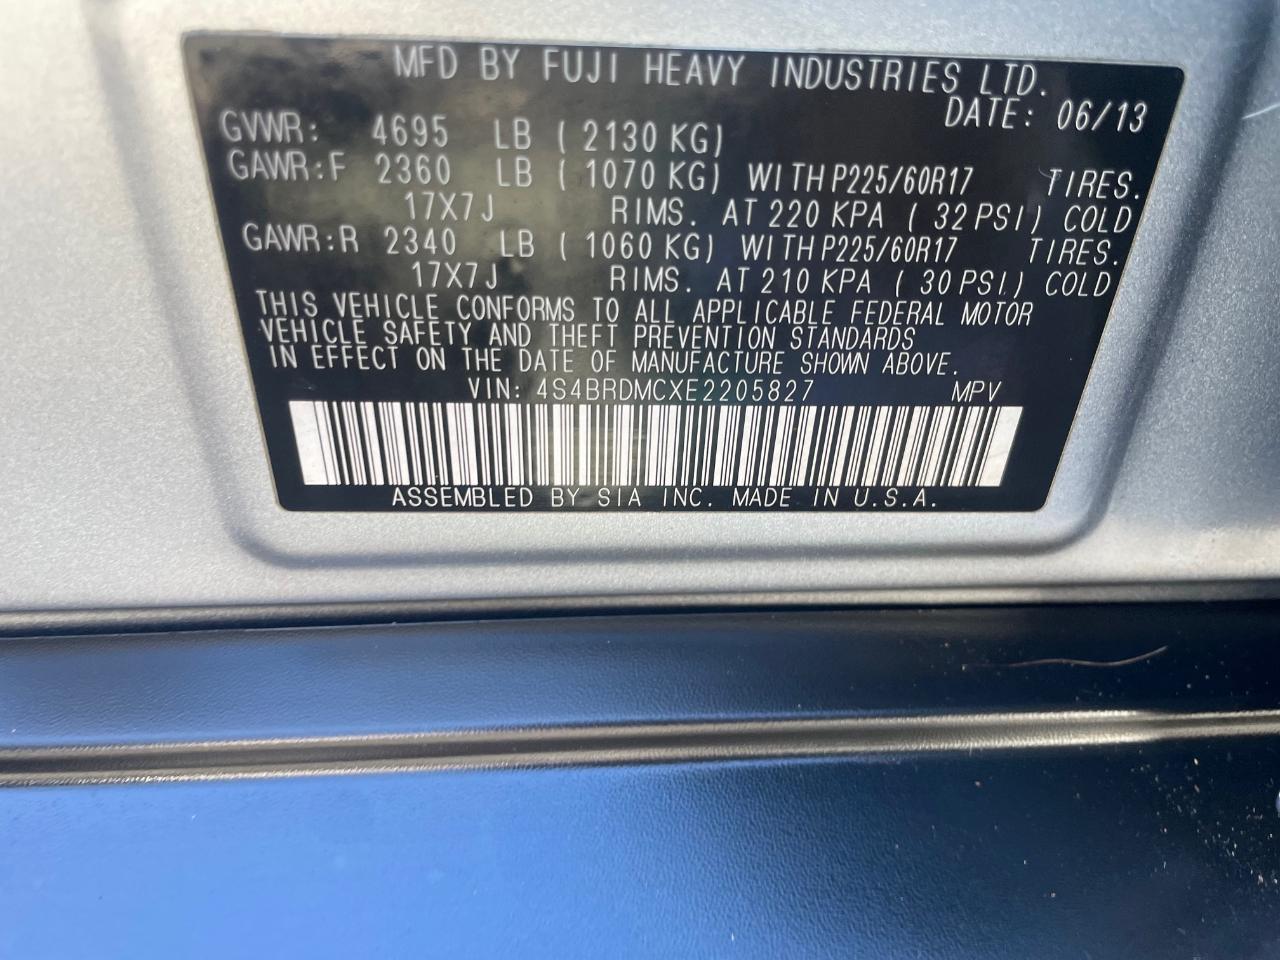 MFD BY FUJI HEAVY INDUSTRIES LTD.
DATE: 06/13
GVWR: 4695 LB (2130 KG)
GAWR:F 2360 LB (1070 KG) WITH P225/60R17 TIRES.
17X7J RIMS. AT 220 KPA (32 PSI) COLD
GAWR:R 2340 LB (1060 KG) WITH P225/60R17 TIRES.
17X7J RIMS. AT 210 KPA (30 PSI.) COLD
THIS VEHICLE CONFORMS TO ALL APPLICABLE FEDERAL MOTOR
VEHICLE SAFETY AND THEFT PREVENTION STANDARDS
IN EFFECT ON THE DATE OF MANUFACTURE SHOWN ABOVE.
VIN: 4S4BRDMCXE2205827 MPV
ASSEMBLED BY SIA INC. MADE IN U.S.A.